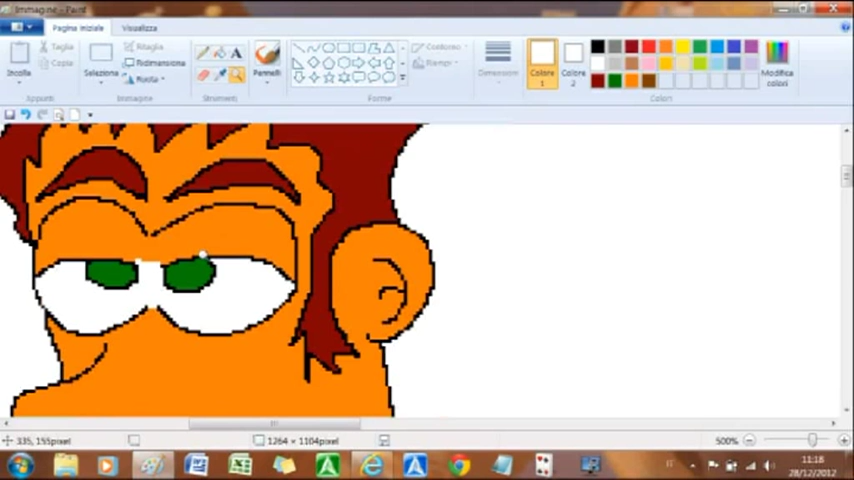 Immagine - Paint
Pagina iniziale
Visualizza
Incolla
Taglia
Copia
Appunti
Seleziona
Ritaglia
Ridimensiona
Ruota
Immagine
Strumenti
A
Pennelli
Contorno
Riempi
Forme
Dimensioni
Colore
1
Colore
2
Modifica
colori
Colori
335, 155pixel
1264 × 1104pixel
500%
IT
11:18
28/12/2012